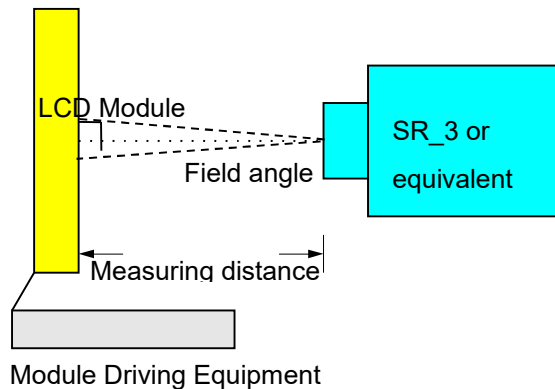 LCD Module
SR_3 or
equivalent
Field angle
Measuring distance
Module Driving Equipment